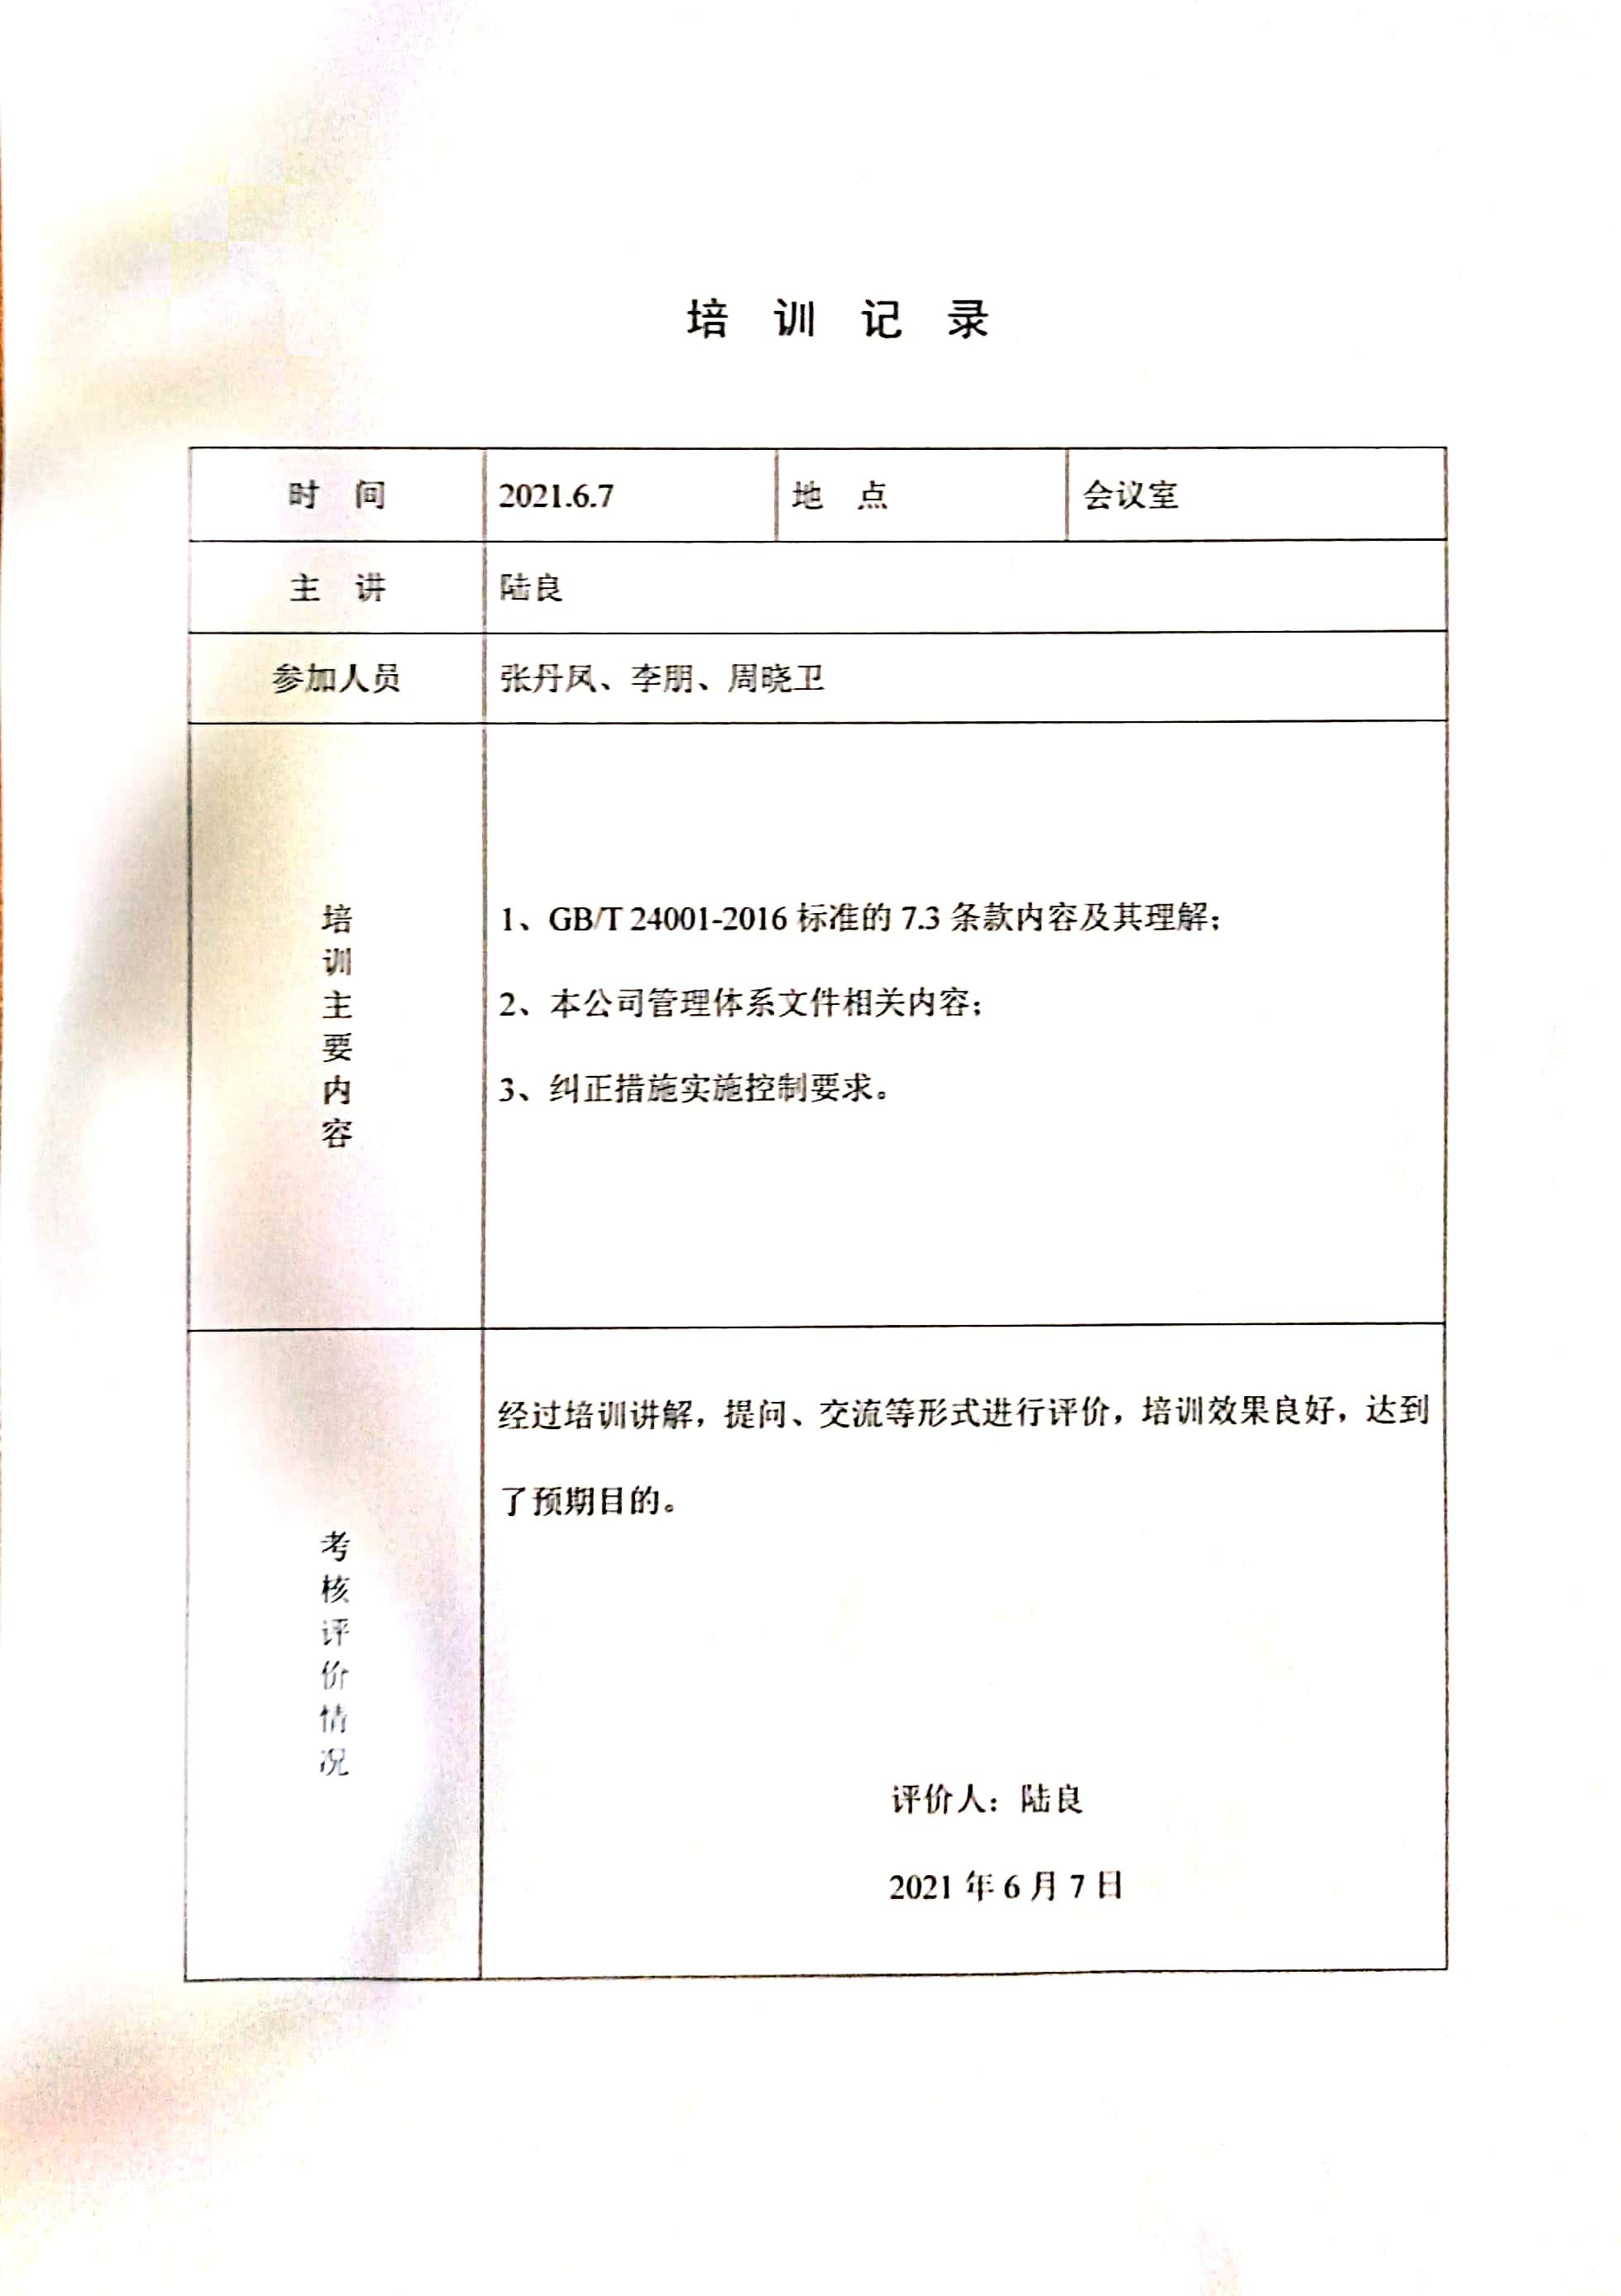 培 训 记 录
时 间 2021.6.7 地 点 会议室
主 讲 陆良
参加人员 张丹凤、李朋、周晓卫
培训主要内容
1、GB/T 24001-2016 标准的 7.3 条款内容及其理解；
2、本公司管理体系文件相关内容；
3、纠正措施实施控制要求。
考核评价情况
经过培训讲解，提问、交流等形式进行评价，培训效果良好，达到
了预期目的。
评价人：陆良
2021 年 6 月 7 日